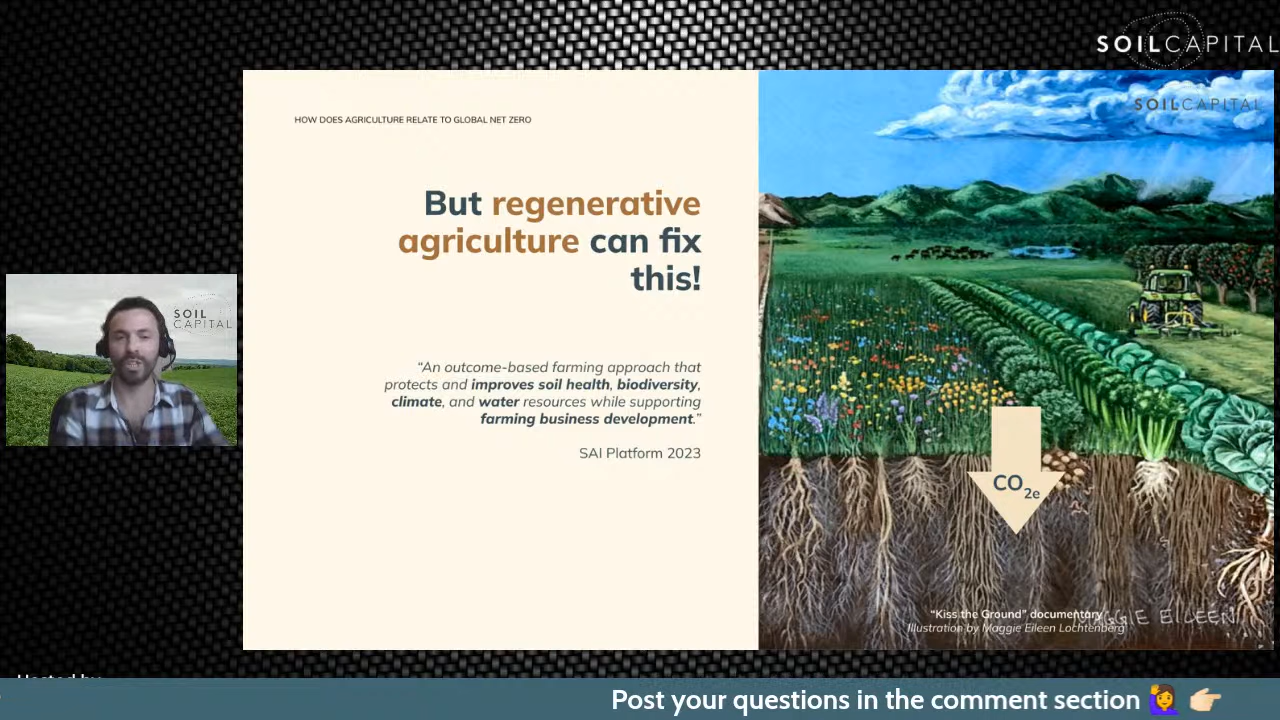 SOILCAPITAL
SOILCAPITAL
HOW DOES AGRICULTURE RELATE TO GLOBAL NET ZERO
But regenerative
agriculture can fix
this!
“An outcome-based farming approach that
protects and improves soil health, biodiversity,
climate, and water resources while supporting
farming business development.”
SAI Platform 2023
SOIL
CAPITAL
CO2e
“Kiss the Ground” documentary
Illustration by Maggie Eileen Lochtenberg
EILEEN
Hosted by
Post your questions in the comment section 🙋‍♀️ 👉🏻